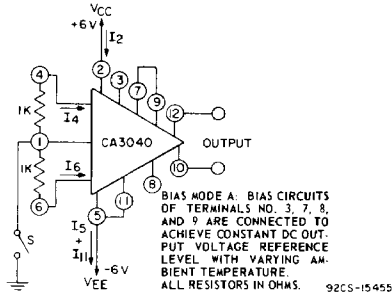 VCC
+6V
I2
4
2
3
7
9
12
1K
I4
1
CA3040
OUTPUT
1K
I6
10
6
8
11
5
S
I5
+
I11
VEE
-6V
BIAS MODE A: BIAS CIRCUITS
OF TERMINALS NO. 3, 7, 8,
AND 9 ARE CONNECTED TO
ACHIEVE CONSTANT DC OUT-
PUT VOLTAGE REFERENCE
LEVEL WITH VARYING AM-
BIENT TEMPERATURE.
ALL RESISTORS IN OHMS.
92CS-15455